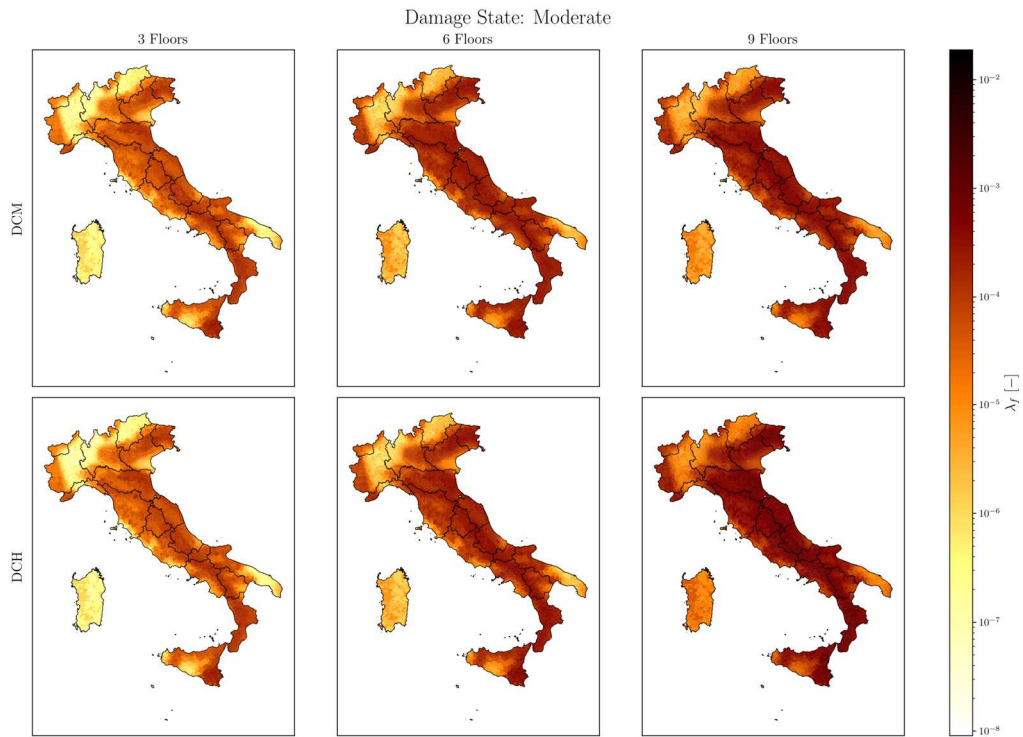 Damage State: Moderate
3 Floors
6 Floors
9 Floors
DCM
DCH
10⁻²
10⁻³
10⁻⁴
10⁻⁵
10⁻⁶
10⁻⁷
10⁻⁸
λf [−]